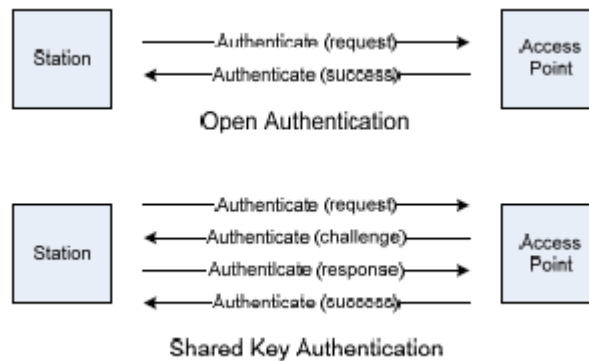 Station
Authenticate (request)
Access Point
Authenticate (success)
Open Authentication
Station
Authenticate (request)
Authenticate (challenge)
Access Point
Authenticate (response)
Authenticate (success)
Shared Key Authentication